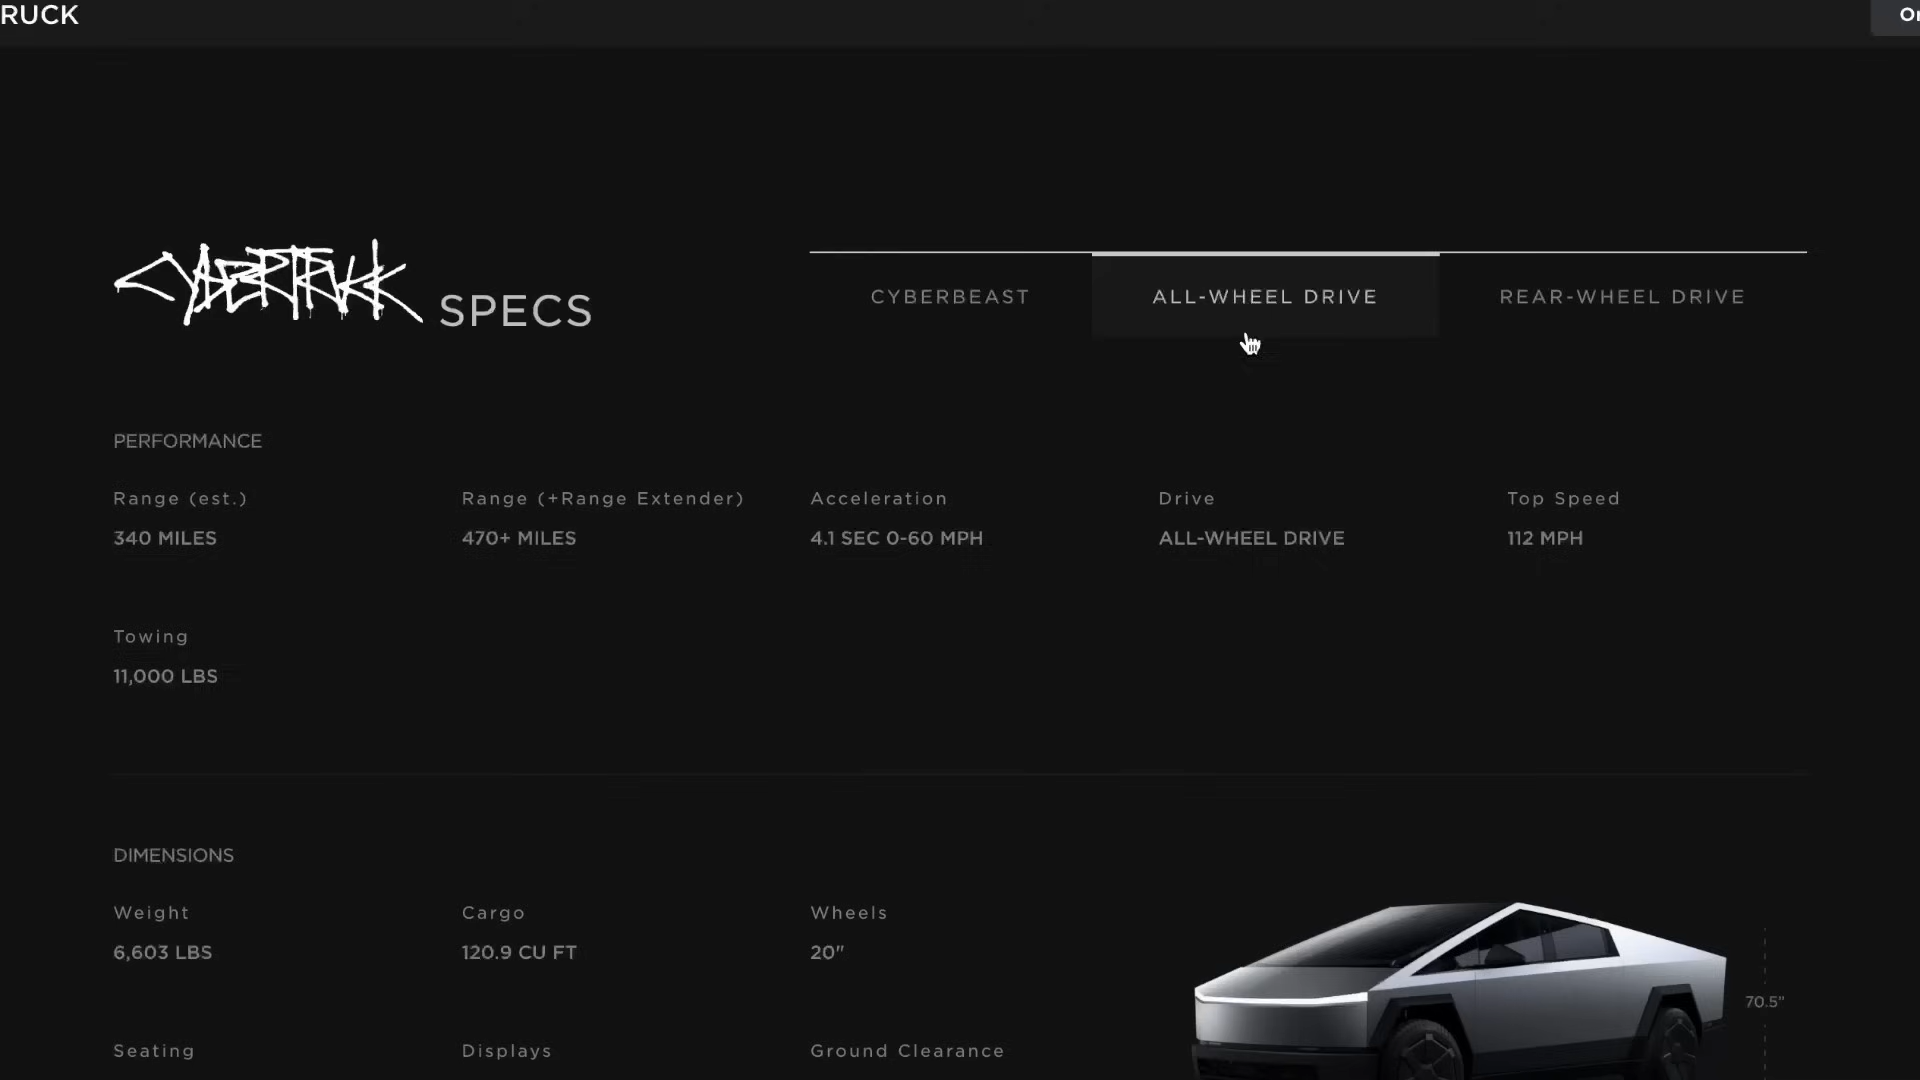 RUCK
Or
CYBERTRUCK SPECS
CYBERBEAST
ALL-WHEEL DRIVE
REAR-WHEEL DRIVE
PERFORMANCE
Range (est.)
340 MILES
Range (+Range Extender)
470+ MILES
Acceleration
4.1 SEC 0-60 MPH
Drive
ALL-WHEEL DRIVE
Top Speed
112 MPH
Towing
11,000 LBS
DIMENSIONS
Weight
6,603 LBS
Cargo
120.9 CU FT
Wheels
20"
Seating
Displays
Ground Clearance
70.5"